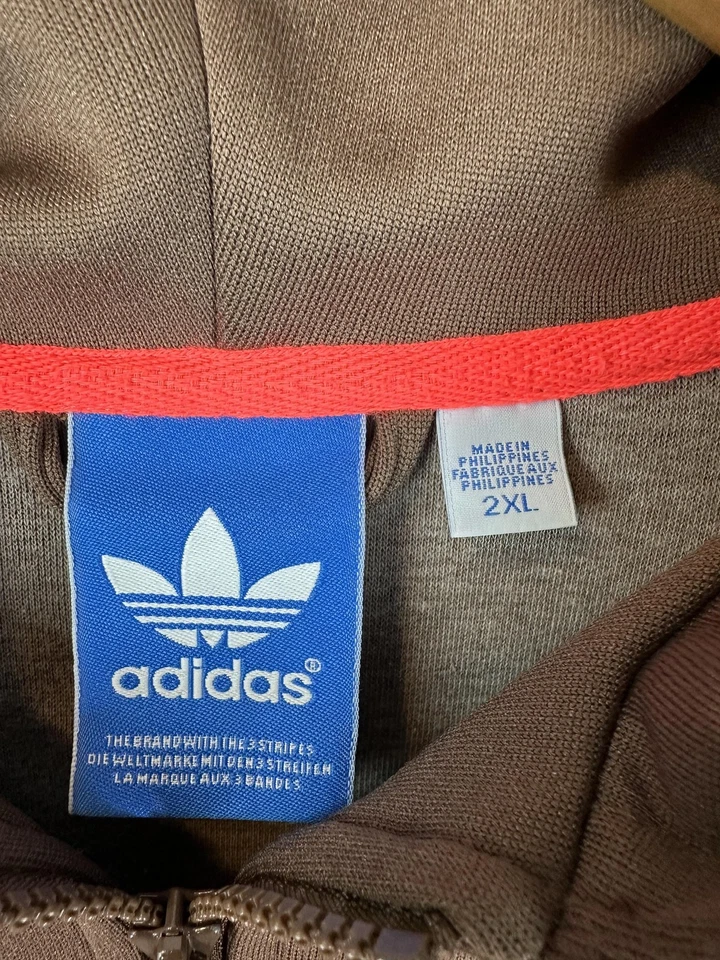 adidas®
THE BRAND WITH THE 3 STRIPES
DIE WELTMARKE MIT DEN 3 STREIFEN
LA MARQUE AUX 3 BANDES
MADE IN
PHILIPPINES
FABRIQUE AUX
PHILIPPINES
2XL